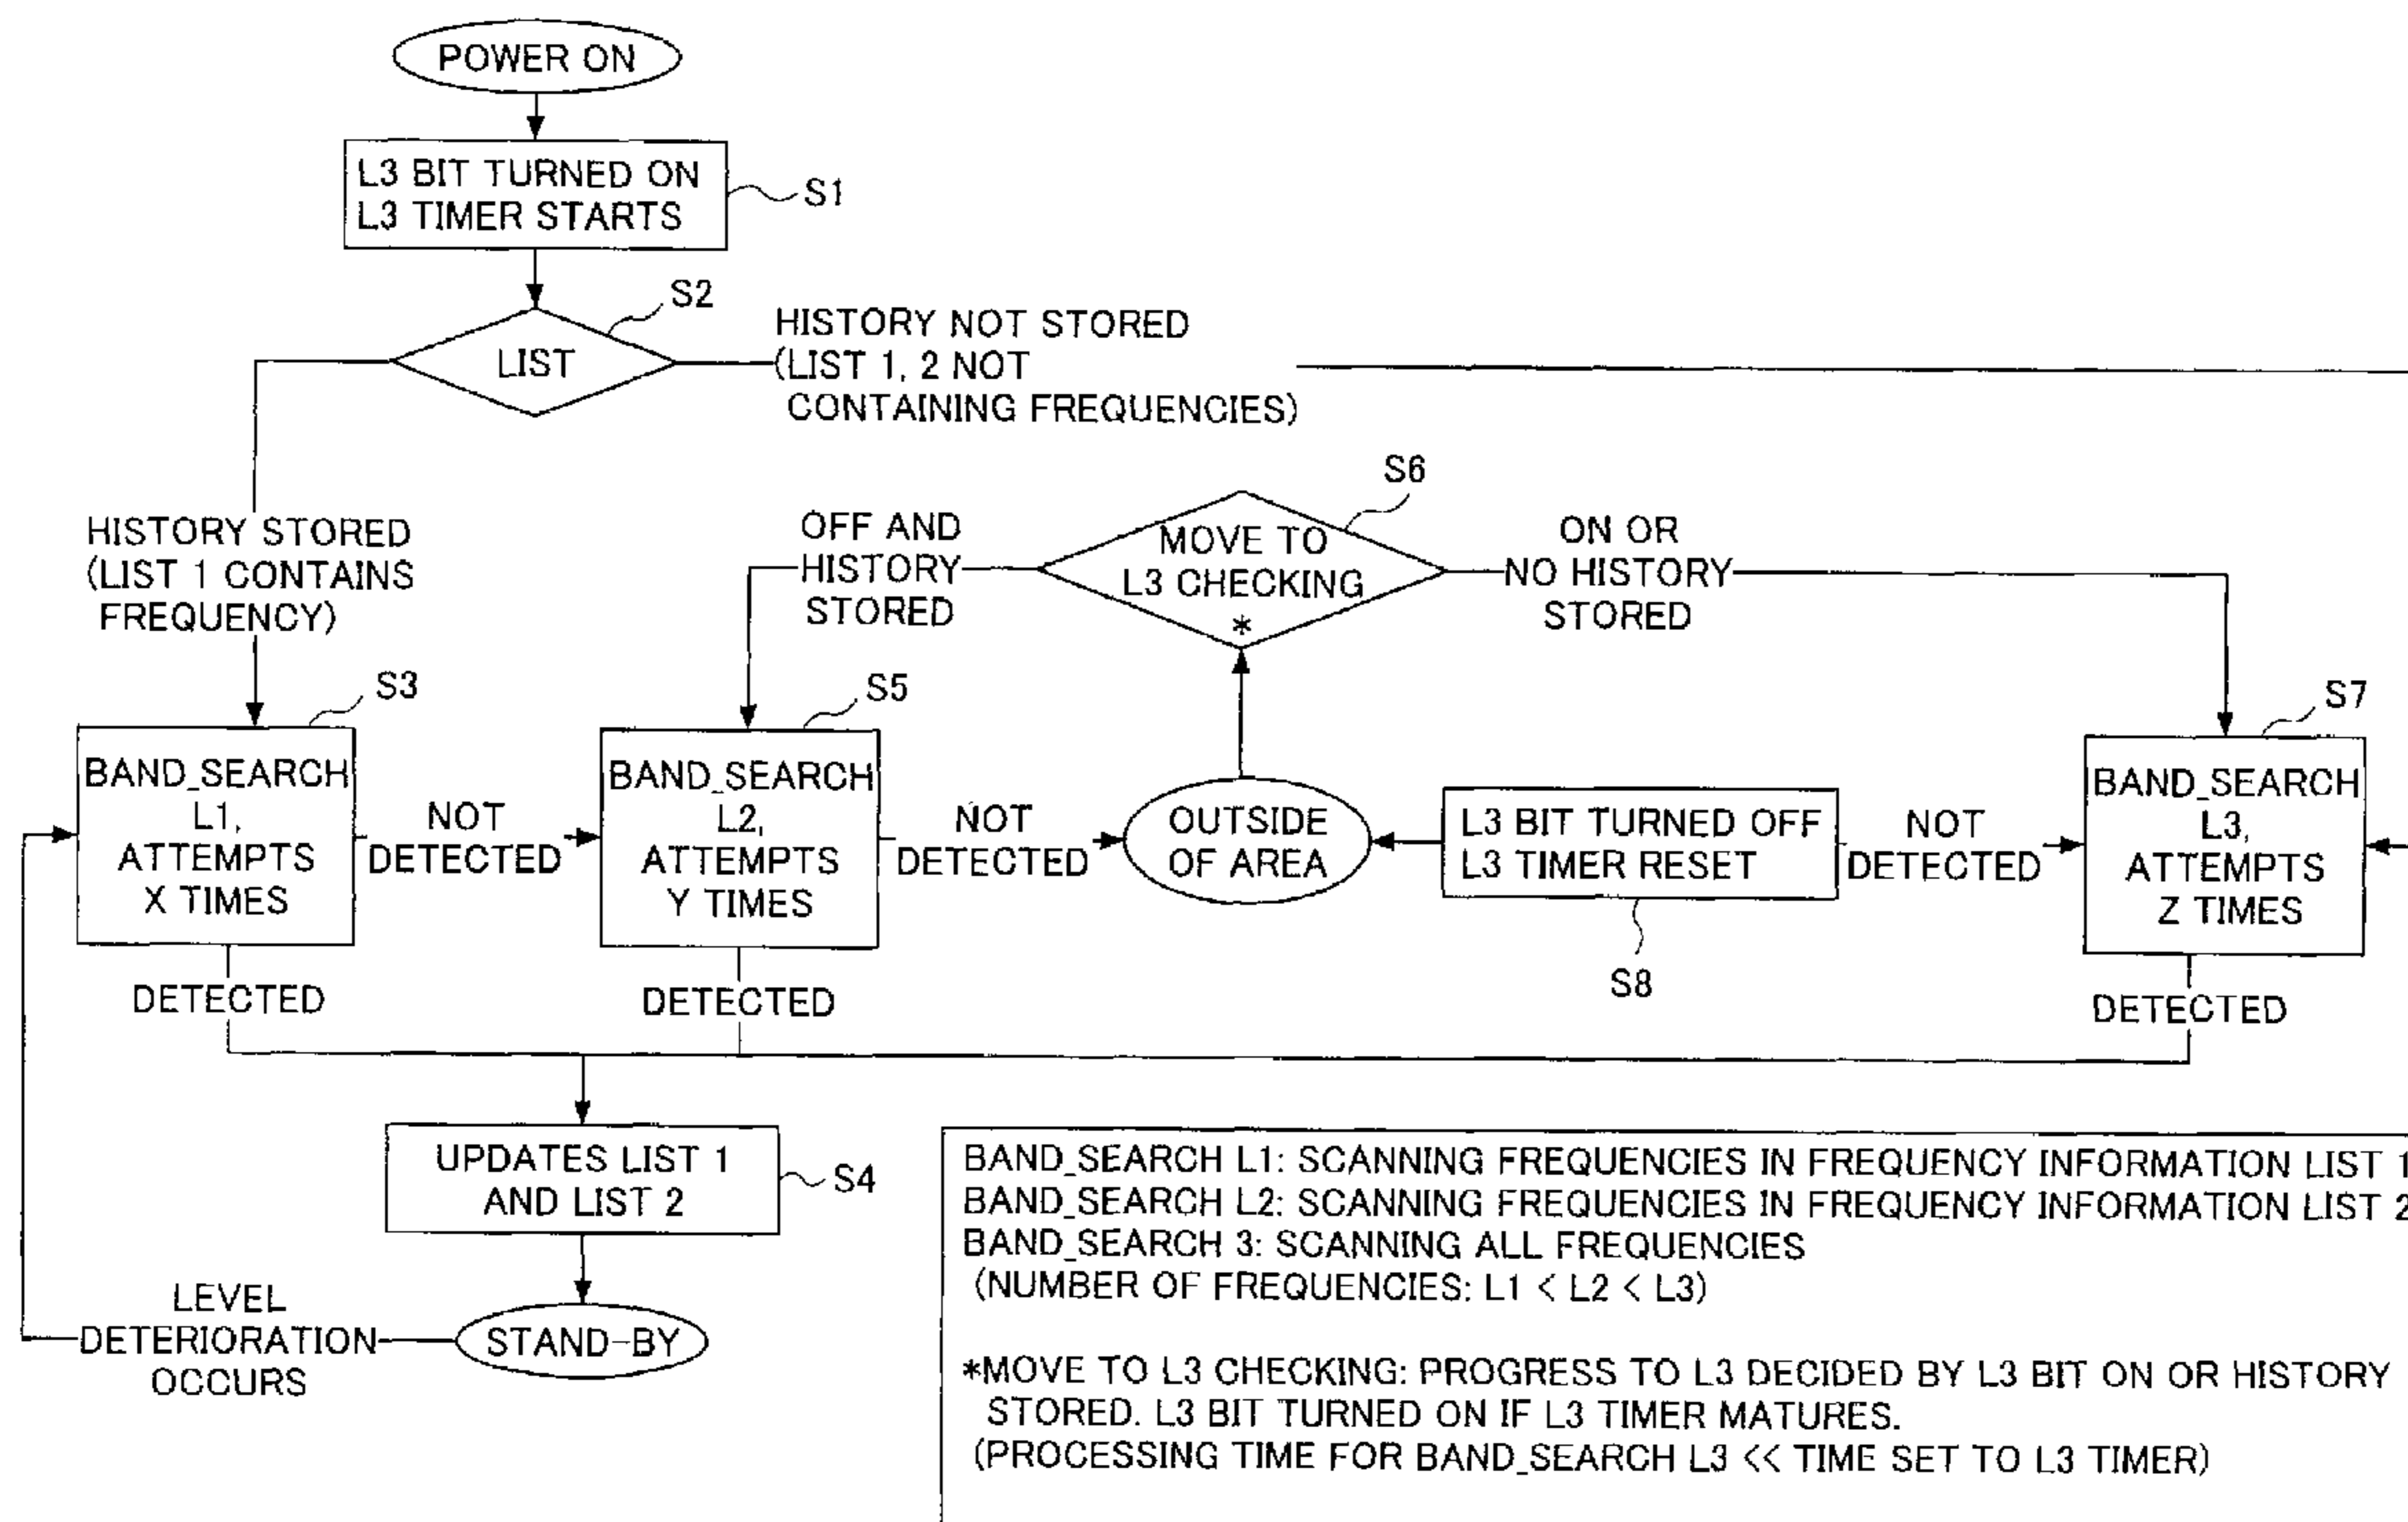 POWER ON
L3 BIT TURNED ON
L3 TIMER STARTS
S1
S2
LIST
HISTORY NOT STORED
(LIST 1, 2 NOT
CONTAINING FREQUENCIES)
HISTORY STORED
(LIST 1 CONTAINS
FREQUENCY)
S6
MOVE TO
L3 CHECKING
*
OFF AND
HISTORY
STORED
ON OR
NO HISTORY
STORED
S3
BAND_SEARCH
L1,
ATTEMPTS
X TIMES
NOT
DETECTED
S5
BAND_SEARCH
L2,
ATTEMPTS
Y TIMES
NOT
DETECTED
OUTSIDE
OF AREA
L3 BIT TURNED OFF
L3 TIMER RESET
S8
NOT
DETECTED
S7
BAND_SEARCH
L3,
ATTEMPTS
Z TIMES
DETECTED
DETECTED
DETECTED
UPDATES LIST 1
AND LIST 2
S4
STAND-BY
LEVEL
DETERIORATION
OCCURS
BAND_SEARCH L1: SCANNING FREQUENCIES IN FREQUENCY INFORMATION LIST 1
BAND_SEARCH L2: SCANNING FREQUENCIES IN FREQUENCY INFORMATION LIST 2
BAND_SEARCH 3: SCANNING ALL FREQUENCIES
(NUMBER OF FREQUENCIES: L1 < L2 < L3)
*MOVE TO L3 CHECKING: PROGRESS TO L3 DECIDED BY L3 BIT ON OR HISTORY
STORED. L3 BIT TURNED ON IF L3 TIMER MATURES.
(PROCESSING TIME FOR BAND_SEARCH L3 << TIME SET TO L3 TIMER)